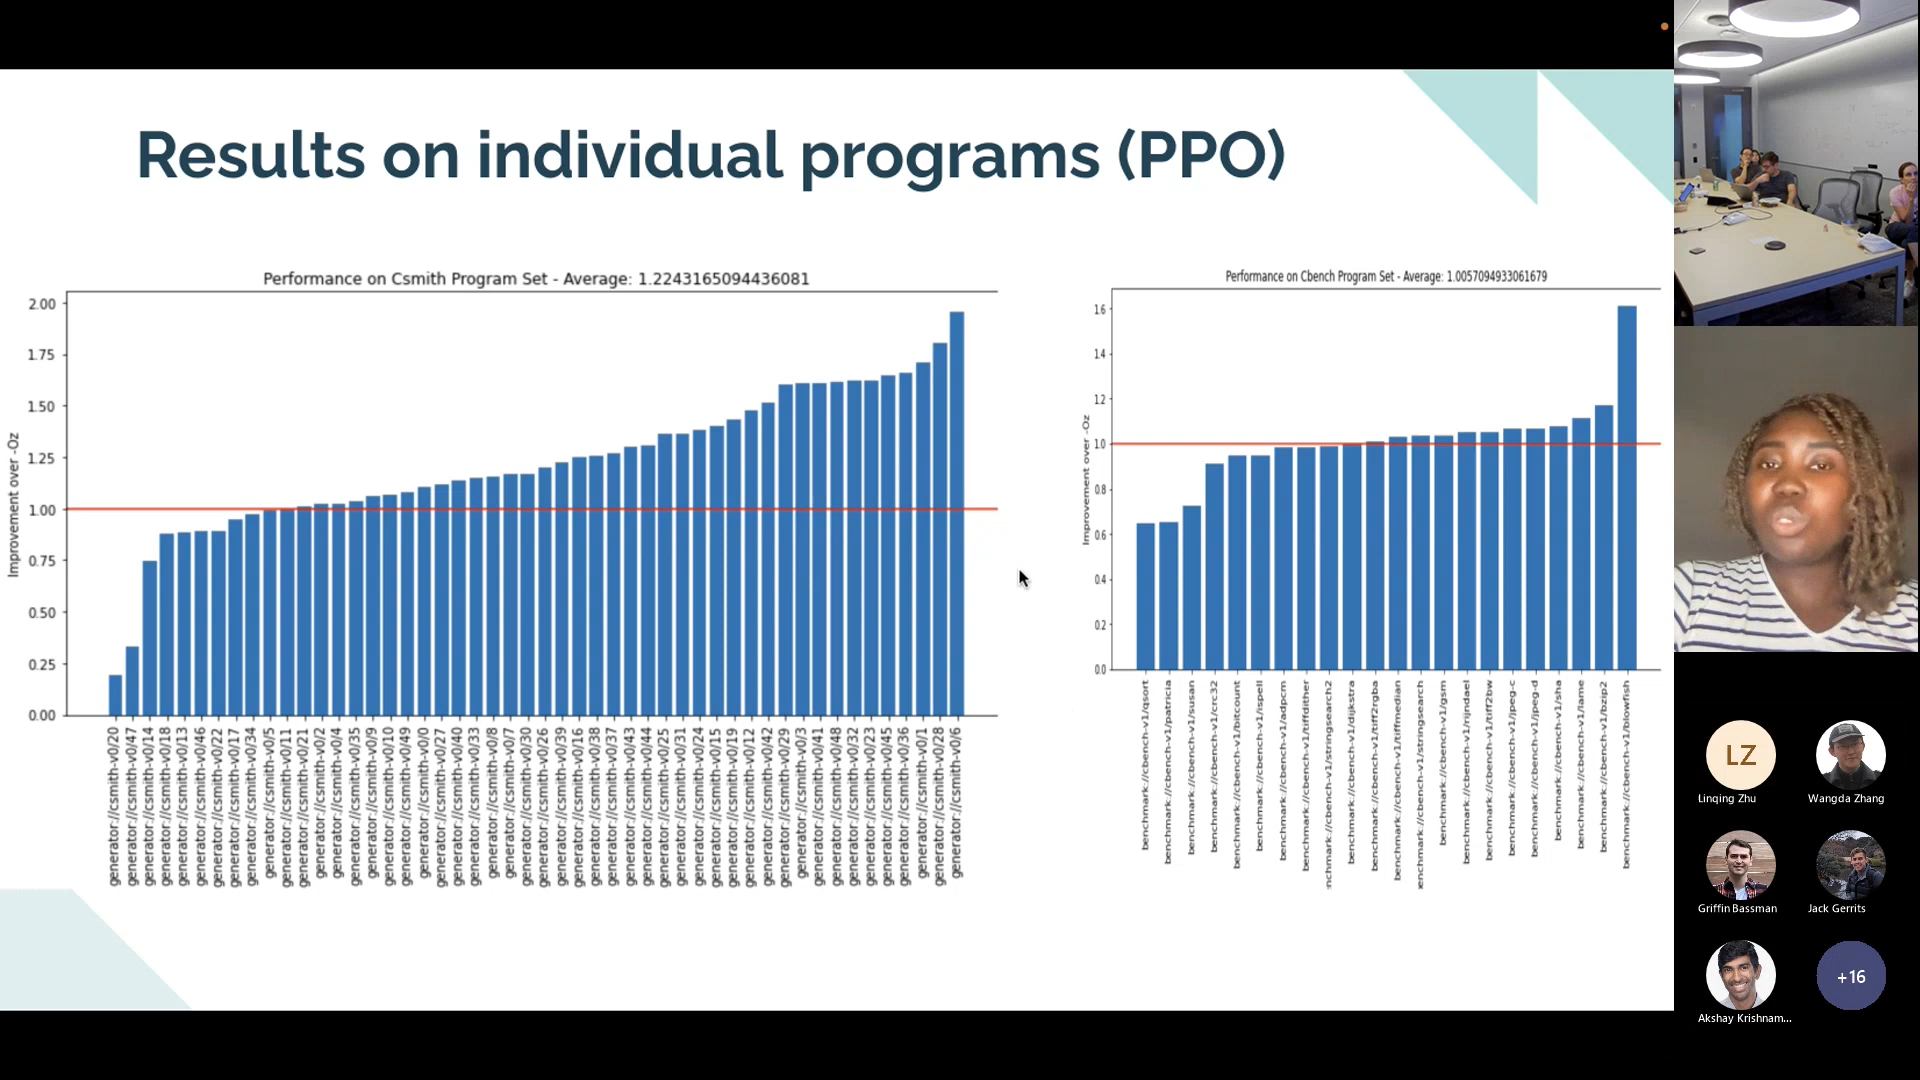 Results on individual programs (PPO)
Performance on Csmith Program Set - Average: 1.2243165094436081
2.00
1.75
1.50
1.25
1.00
0.75
0.50
0.25
0.00
Improvement over -Oz
generator://csmith-v0/20
generator://csmith-v0/47
generator://csmith-v0/14
generator://csmith-v0/18
generator://csmith-v0/13
generator://csmith-v0/46
generator://csmith-v0/22
generator://csmith-v0/17
generator://csmith-v0/34
generator://csmith-v0/5
generator://csmith-v0/11
generator://csmith-v0/21
generator://csmith-v0/2
generator://csmith-v0/4
generator://csmith-v0/35
generator://csmith-v0/9
generator://csmith-v0/10
generator://csmith-v0/49
generator://csmith-v0/0
generator://csmith-v0/27
generator://csmith-v0/40
generator://csmith-v0/33
generator://csmith-v0/8
generator://csmith-v0/7
generator://csmith-v0/30
generator://csmith-v0/26
generator://csmith-v0/39
generator://csmith-v0/16
generator://csmith-v0/38
generator://csmith-v0/37
generator://csmith-v0/43
generator://csmith-v0/44
generator://csmith-v0/25
generator://csmith-v0/31
generator://csmith-v0/24
generator://csmith-v0/15
generator://csmith-v0/19
generator://csmith-v0/12
generator://csmith-v0/42
generator://csmith-v0/29
generator://csmith-v0/3
generator://csmith-v0/41
generator://csmith-v0/48
generator://csmith-v0/32
generator://csmith-v0/23
generator://csmith-v0/45
generator://csmith-v0/36
generator://csmith-v0/1
generator://csmith-v0/28
generator://csmith-v0/6
Performance on Cbench Program Set - Average: 1.0057094933061679
1.6
1.4
1.2
1.0
0.8
0.6
0.4
0.2
0.0
Improvement over -Oz
benchmark://cbench-v1/qsort
benchmark://cbench-v1/patricia
benchmark://cbench-v1/susan
benchmark://cbench-v1/crc32
benchmark://cbench-v1/bitcount
benchmark://cbench-v1/ispell
benchmark://cbench-v1/adpcm
benchmark://cbench-v1/tiffdither
nchmark://cbench-v1/stringsearch2
benchmark://cbench-v1/dijkstra
benchmark://cbench-v1/tiff2rgba
benchmark://cbench-v1/tiffmedian
enchmark://cbench-v1/stringsearch
benchmark://cbench-v1/gsm
benchmark://cbench-v1/rijndael
benchmark://cbench-v1/tiff2bw
benchmark://cbench-v1/jpeg-c
benchmark://cbench-v1/jpeg-d
benchmark://cbench-v1/sha
benchmark://cbench-v1/lame
benchmark://cbench-v1/bzip2
benchmark://cbench-v1/blowfish
LZ
Linqing Zhu
Wangda Zhang
Griffin Bassman
Jack Gerrits
Akshay Krishnam...
+16